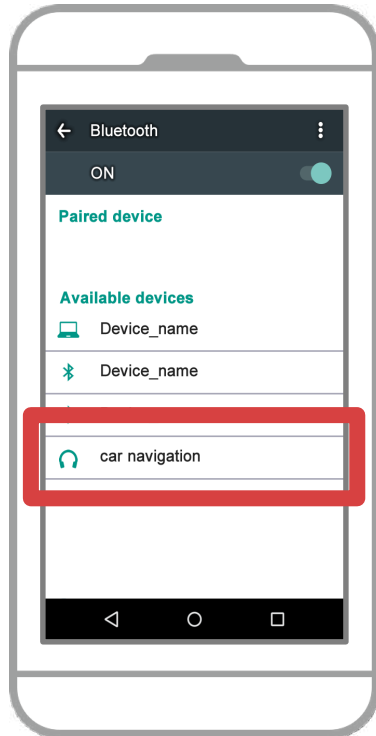 Bluetooth
ON
Paired device
Available devices
Device_name
Device_name
car navigation